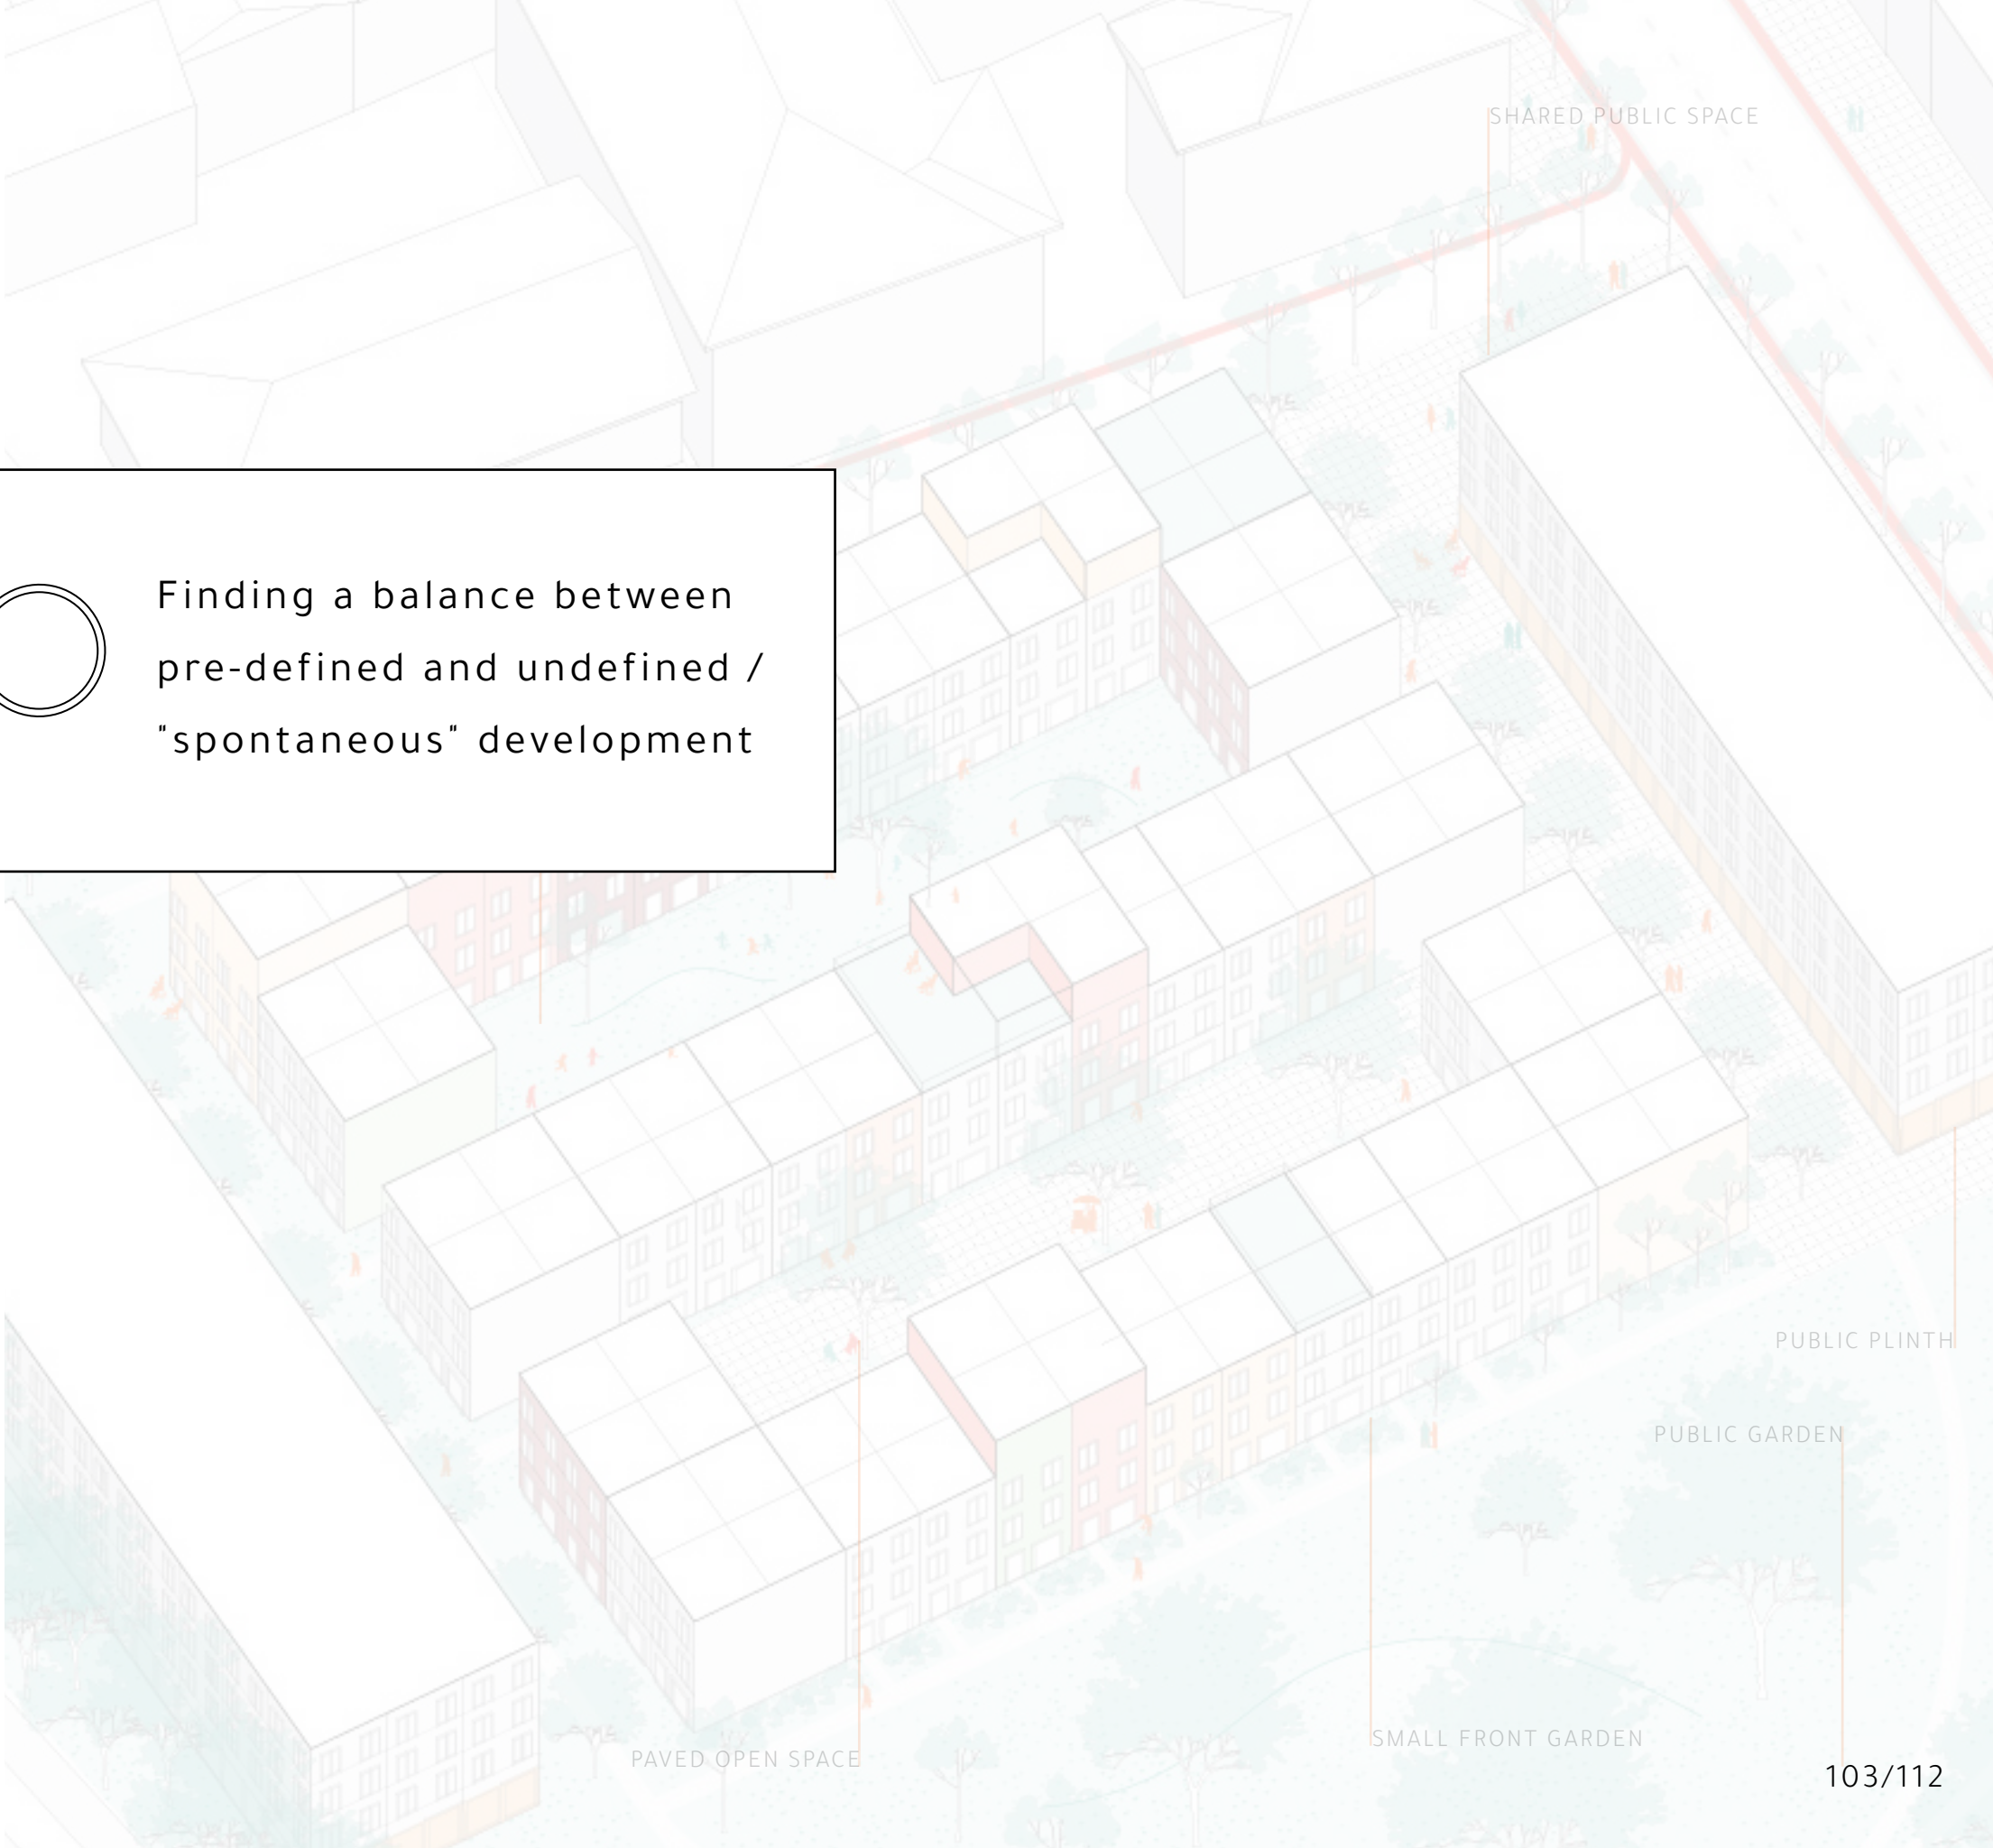 SHARED PUBLIC SPACE
Finding a balance between
pre-defined and undefined /
"spontaneous" development
PUBLIC PLINTH
PUBLIC GARDEN
SMALL FRONT GARDEN
PAVED OPEN SPACE
103/112